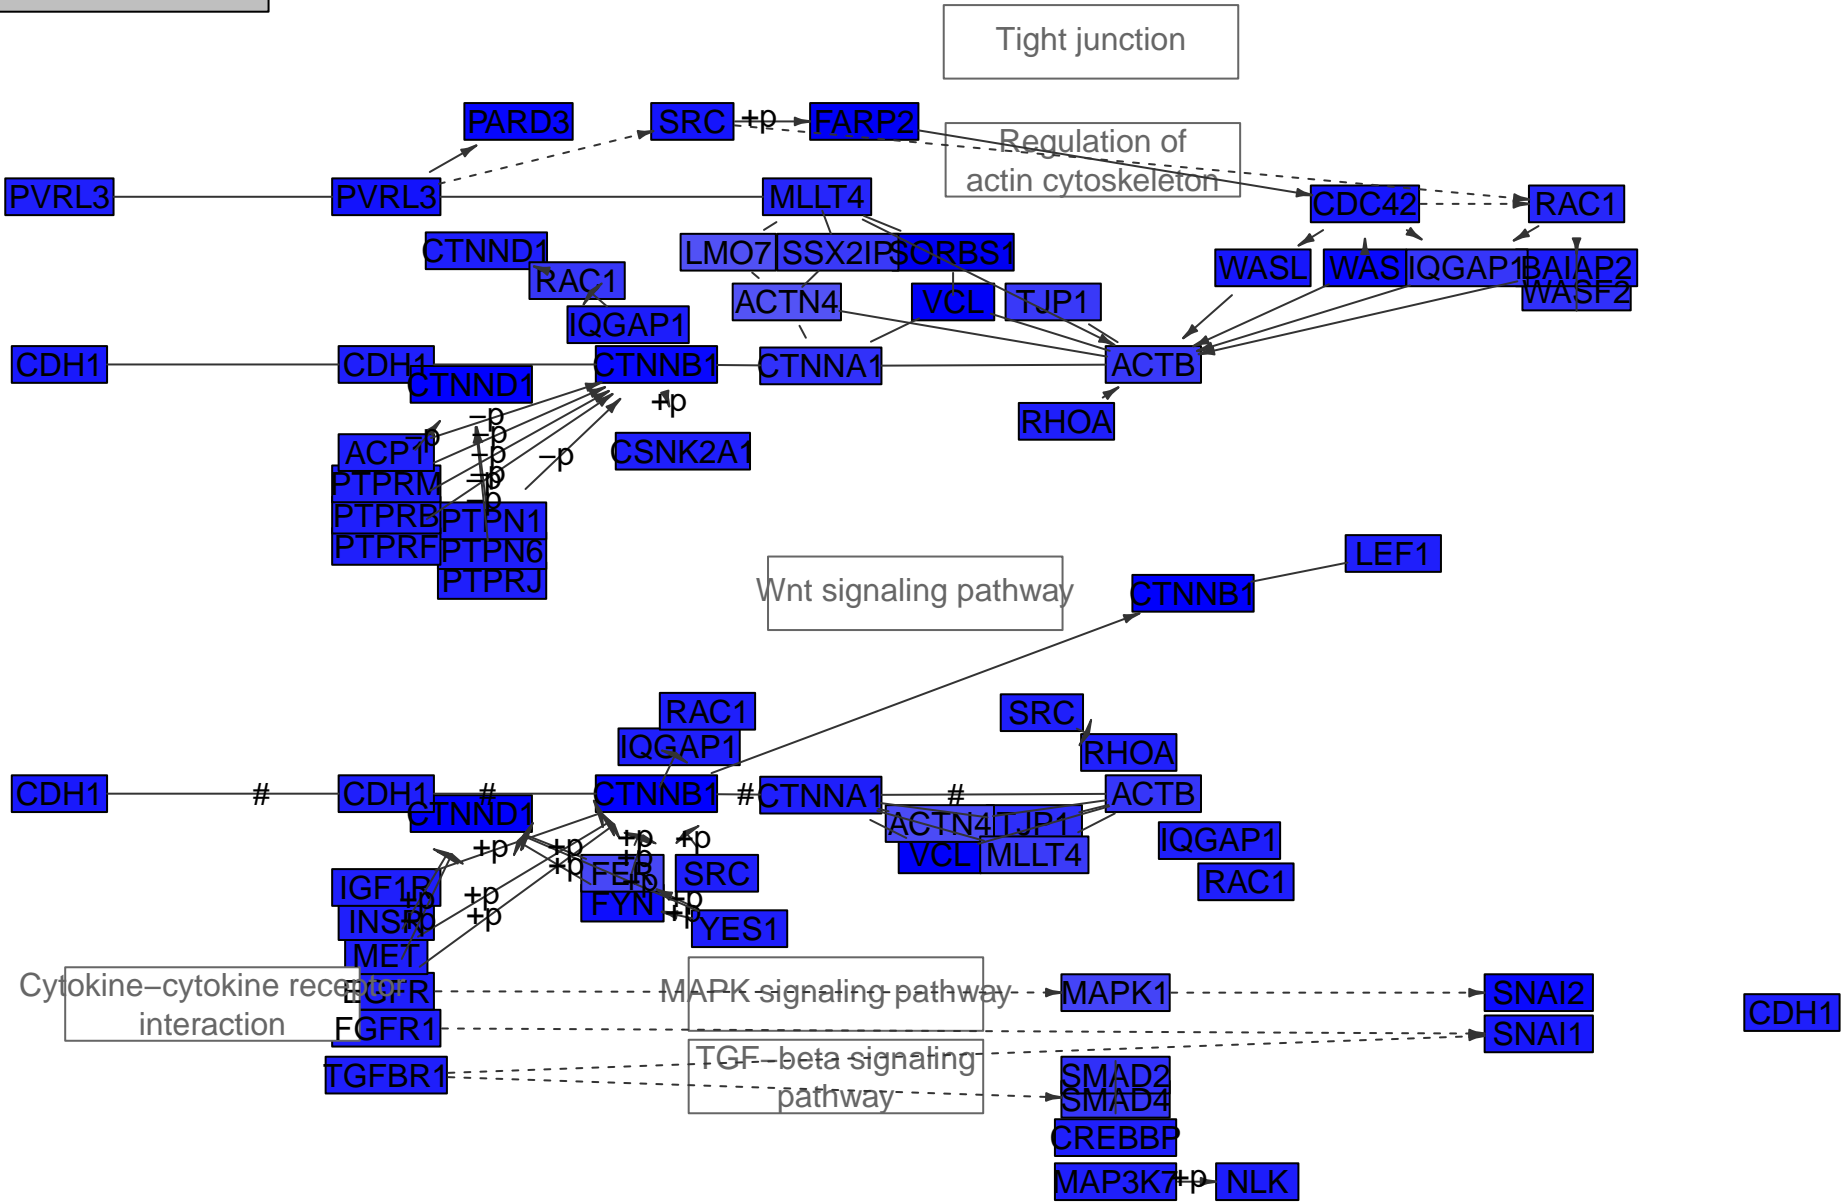 Tight junction
PARD3
SRC
+p
FARP2
Regulation of
actin cytoskeleton
PVRL3
PVRL3
MLLT4
CDC42
RAC1
CTNND1
LMO7
SSX2IP
SORBS1
WASL
WAS
IQGAP1
BAIAP2
WASF2
RAC1
ACTN4
VCL
TJP1
IQGAP1
CDH1
CDH1
CTNND1
CTNNB1
CTNNA1
ACTB
+p
RHOA
−p
−p
−p
−p
−p
−p
−p
−p
ACP1
CSNK2A1
PTPRM
PTPRB
PTPN1
PTPRF
PTPN6
PTPRJ
LEF1
Wnt signaling pathway
CTNNB1
RAC1
SRC
IQGAP1
RHOA
CDH1
#
CDH1
#
CTNNB1
#
CTNNA1
#
ACTB
CTNND1
ACTN4
TJP1
VCL
MLLT4
IQGAP1
RAC1
+p
+p
+p
+p
+p
+p
IGF1R
FER
SRC
+p
+p
+p
+p
INSR
+p
+p
FYN
+p
YES1
MET
Cytokine−cytokine receptor
interaction
EGFR
MAPK signaling pathway
MAPK1
SNAI2
CDH1
FGFR1
SNAI1
TGF−beta signaling
pathway
TGFBR1
SMAD2
SMAD4
CREBBP
MAP3K7
+p
NLK